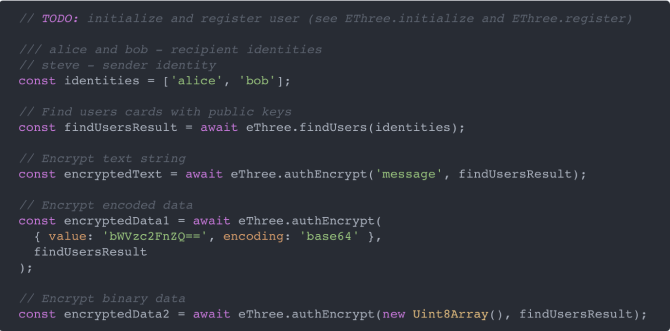 // TODO: initialize and register user (see EThree.initialize and EThree.register)
/// alice and bob - recipient identities
// steve - sender identity
const identities = ['alice', 'bob'];
// Find users cards with public keys
const findUsersResult = await eThree.findUsers(identities);
// Encrypt text string
const encryptedText = await eThree.authEncrypt('message', findUsersResult);
// Encrypt encoded data
const encryptedData1 = await eThree.authEncrypt(
{ value: 'bWVzc2FnZQ==', encoding: 'base64' },
findUsersResult
);
// Encrypt binary data
const encryptedData2 = await eThree.authEncrypt(new Uint8Array(), findUsersResult);